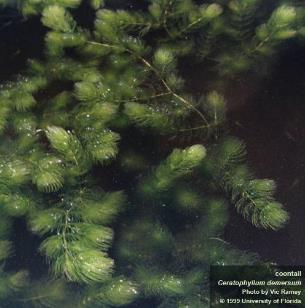 coontail
Ceratophyllum demersum
Photo by Vic Ramey
© 1999 University of Florida